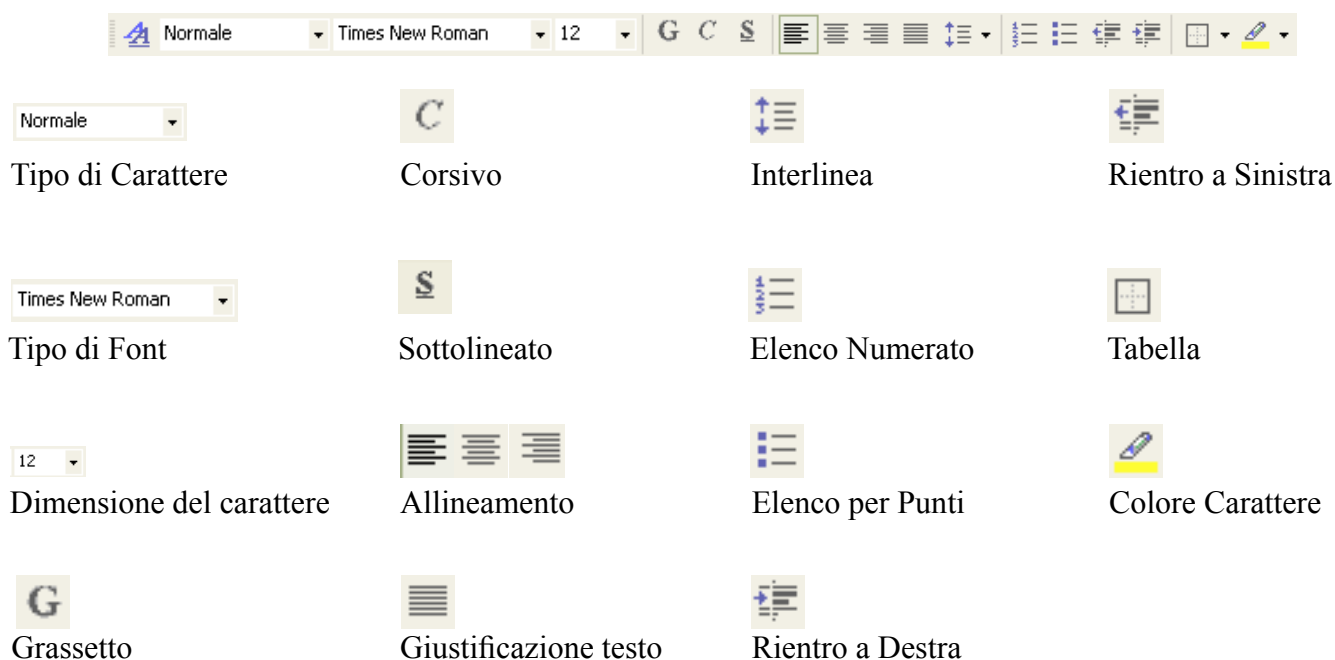 Normale Times New Roman 12 G C S
Normale
Tipo di Carattere
C
Corsivo
Interlinea
Rientro a Sinistra
Times New Roman
Tipo di Font
S
Sottolineato
Elenco Numerato
Tabella
12
Dimensione del carattere
Allineamento
Elenco per Punti
Colore Carattere
G
Grassetto
Giustificazione testo
Rientro a Destra